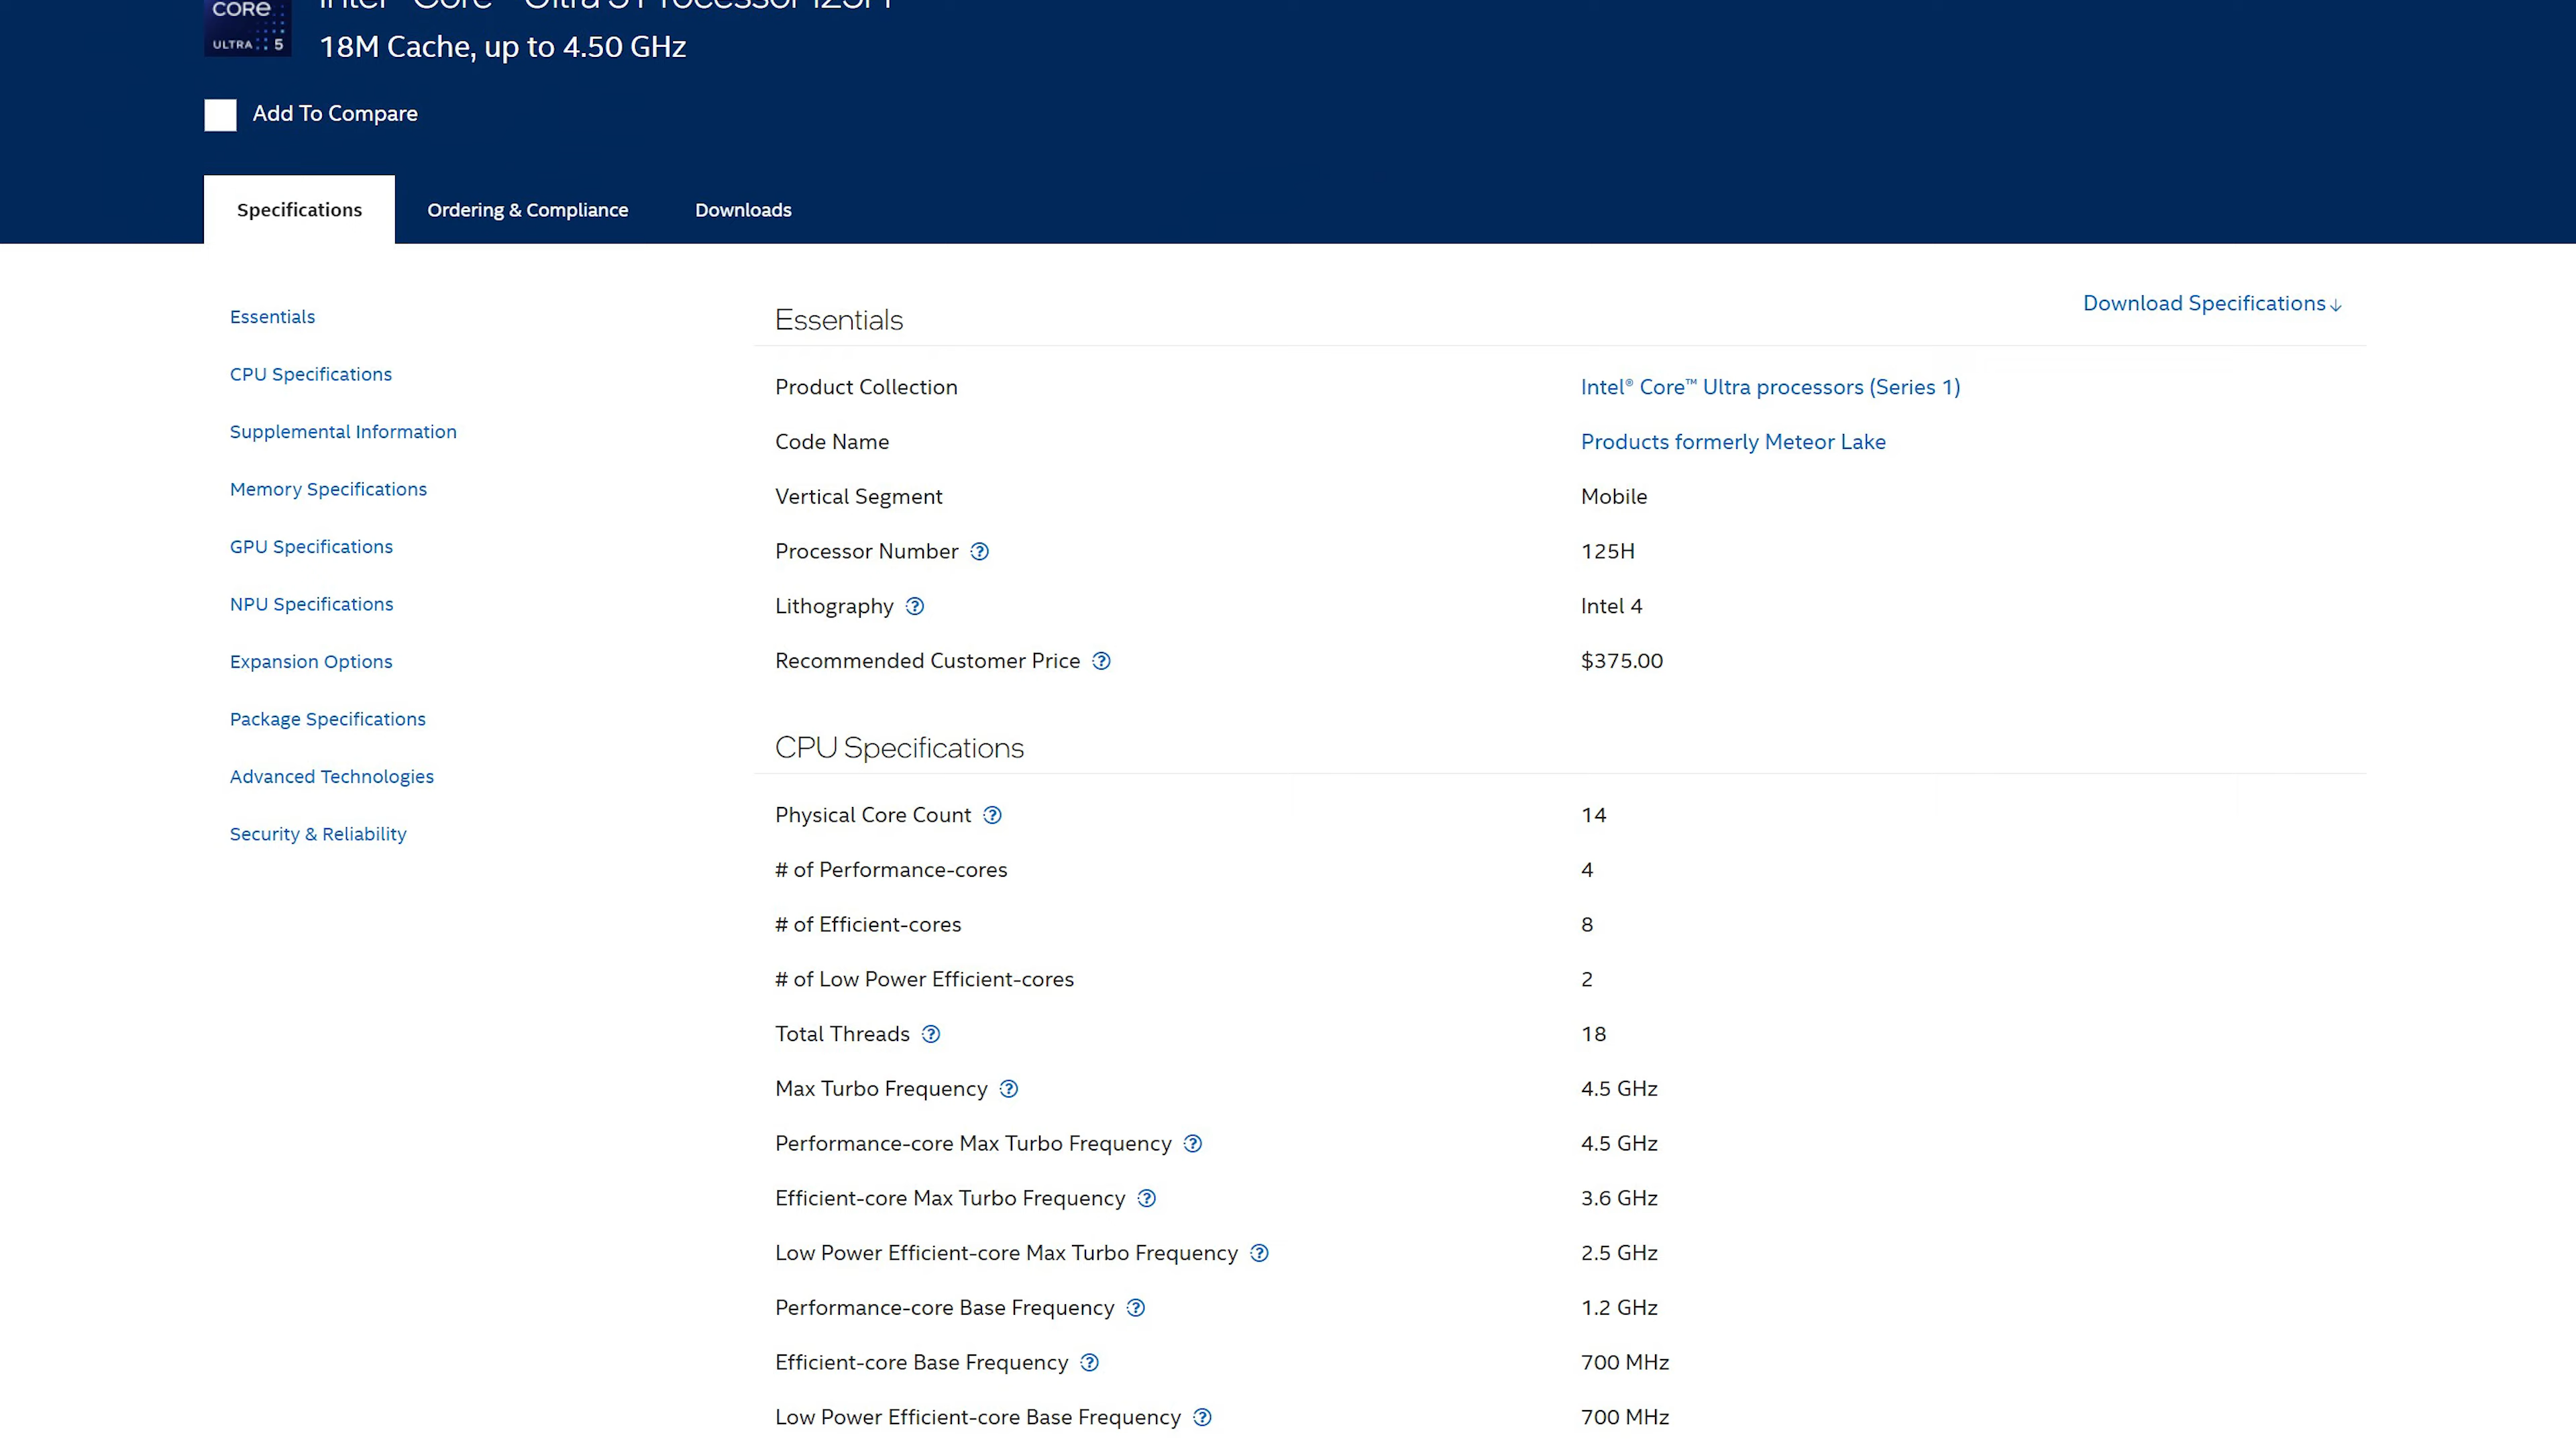 CORE
ULTRA 5
Intel® Core™ Ultra 5 Processor 125H
18M Cache, up to 4.50 GHz
Add To Compare
Specifications
Ordering & Compliance
Downloads
Essentials
CPU Specifications
Supplemental Information
Memory Specifications
GPU Specifications
NPU Specifications
Expansion Options
Package Specifications
Advanced Technologies
Security & Reliability
Download Specifications↓
Essentials
Product Collection Intel® Core™ Ultra processors (Series 1)
Code Name Products formerly Meteor Lake
Vertical Segment Mobile
Processor Number ? 125H
Lithography ? Intel 4
Recommended Customer Price ? $375.00
CPU Specifications
Physical Core Count ? 14
# of Performance-cores 4
# of Efficient-cores 8
# of Low Power Efficient-cores 2
Total Threads ? 18
Max Turbo Frequency ? 4.5 GHz
Performance-core Max Turbo Frequency ? 4.5 GHz
Efficient-core Max Turbo Frequency ? 3.6 GHz
Low Power Efficient-core Max Turbo Frequency ? 2.5 GHz
Performance-core Base Frequency ? 1.2 GHz
Efficient-core Base Frequency ? 700 MHz
Low Power Efficient-core Base Frequency ? 700 MHz